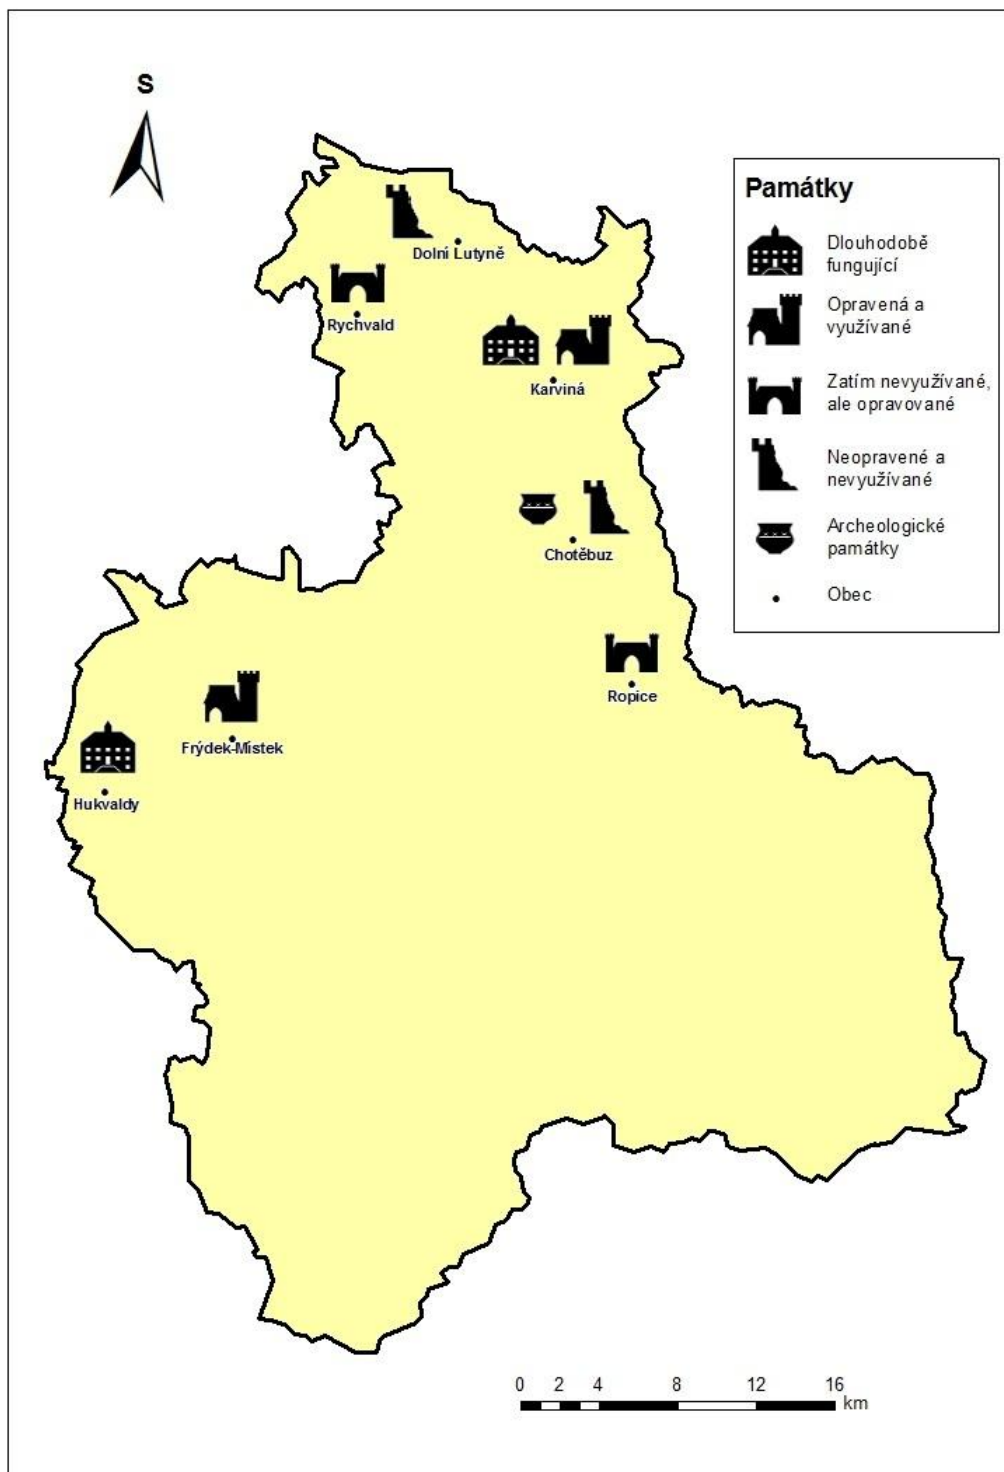 S
Dolní Lutyně
Rychvald
Karviná
Chotěbuz
Ropice
Frýdek-Místek
Hukvaldy
Památky
Dlouhodobě
fungující
Opravená a
využívané
Zatím nevyužívané,
ale opravované
Neopravené a
nevyužívané
Archeologické
památky
Obec
0 2 4 8 12 16
km